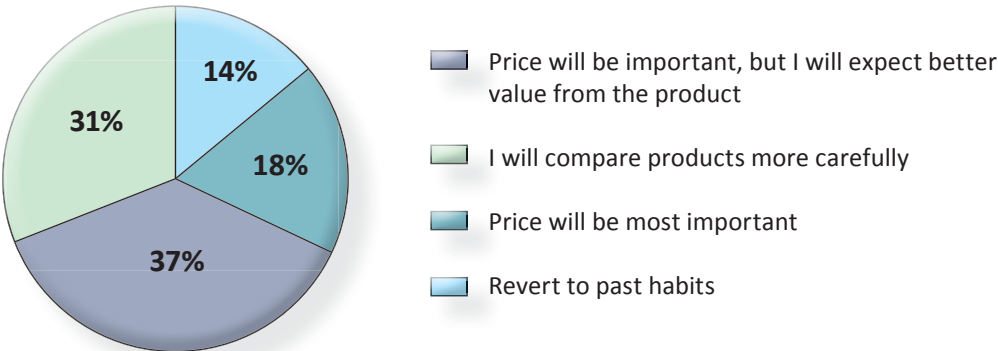 14%
31%
18%
37%
Price will be important, but I will expect better
value from the product
I will compare products more carefully
Price will be most important
Revert to past habits